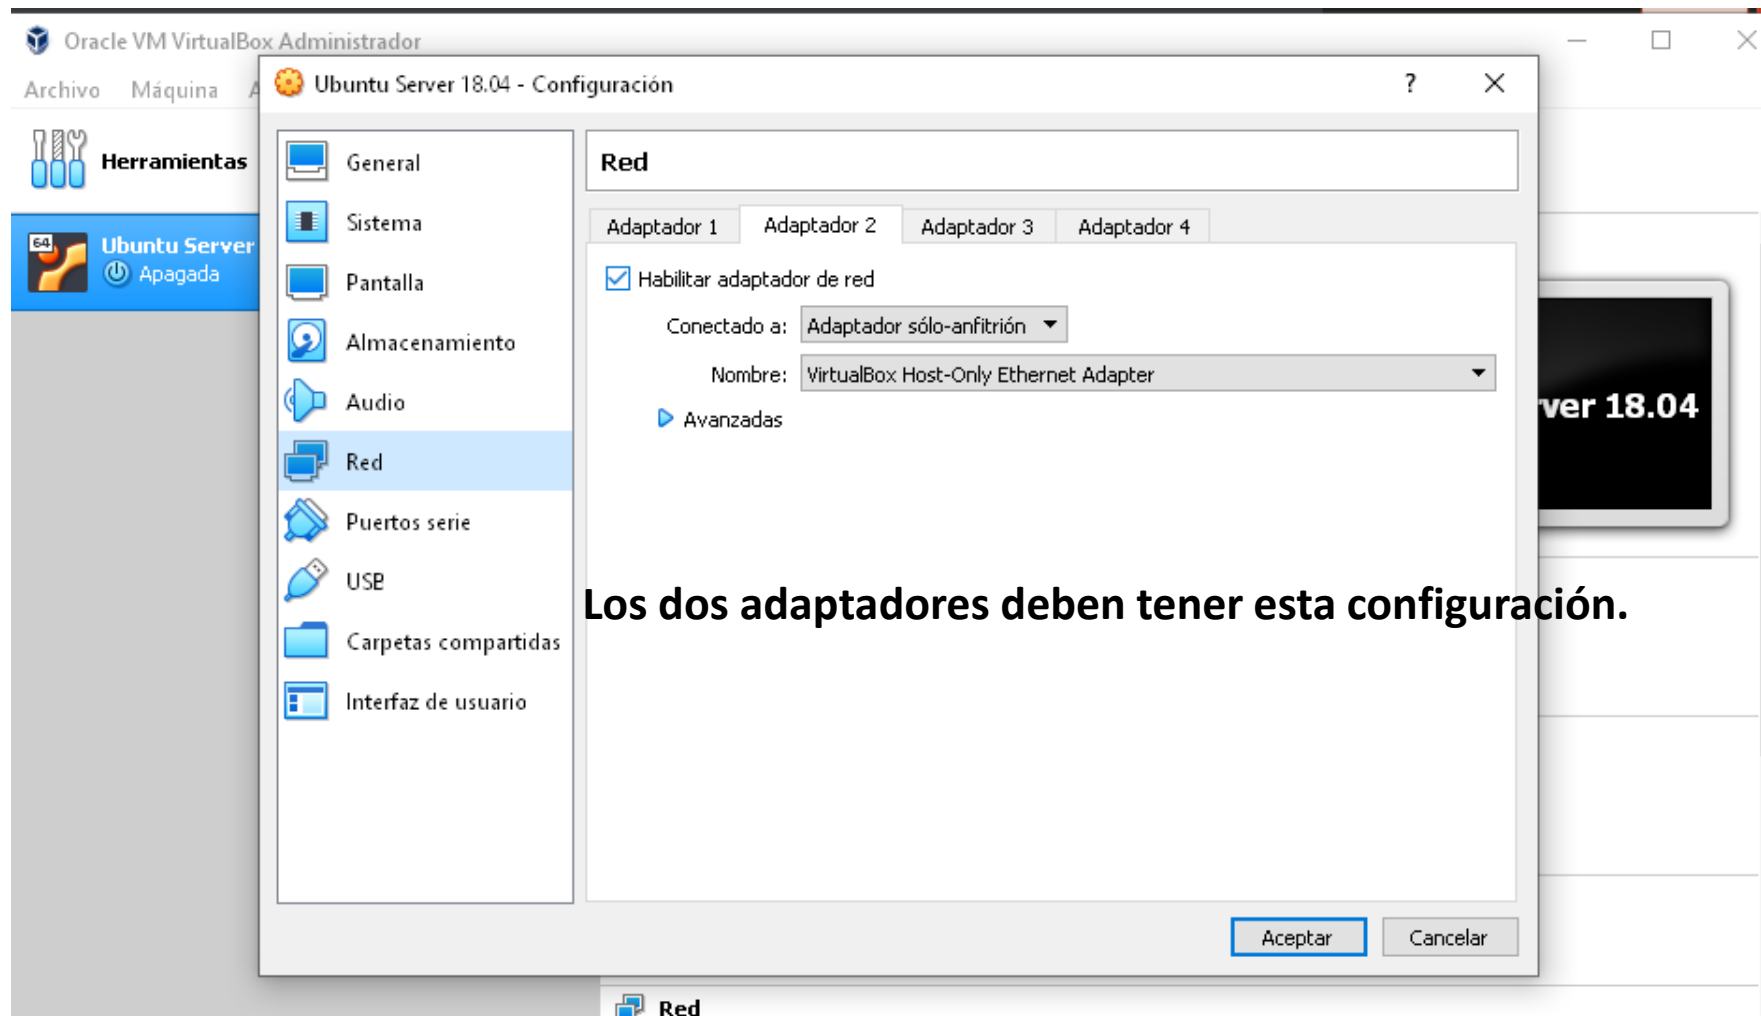 Oracle VM VirtualBox Administrador
Archivo Máquina A
Ubuntu Server 18.04 - Configuración ?
Herramientas
64
Ubuntu Server
Apagada
General
Sistema
Pantalla
Almacenamiento
Audio
Red
Puertos serie
USB
Carpetas compartidas
Interfaz de usuario
Red
Adaptador 1 Adaptador 2 Adaptador 3 Adaptador 4
Habilitar adaptador de red
Conectado a: Adaptador sólo-anfitrión
Nombre: VirtualBox Host-Only Ethernet Adapter
Avanzadas
ver 18.04
Los dos adaptadores deben tener esta configuración.
Aceptar Cancelar
Red